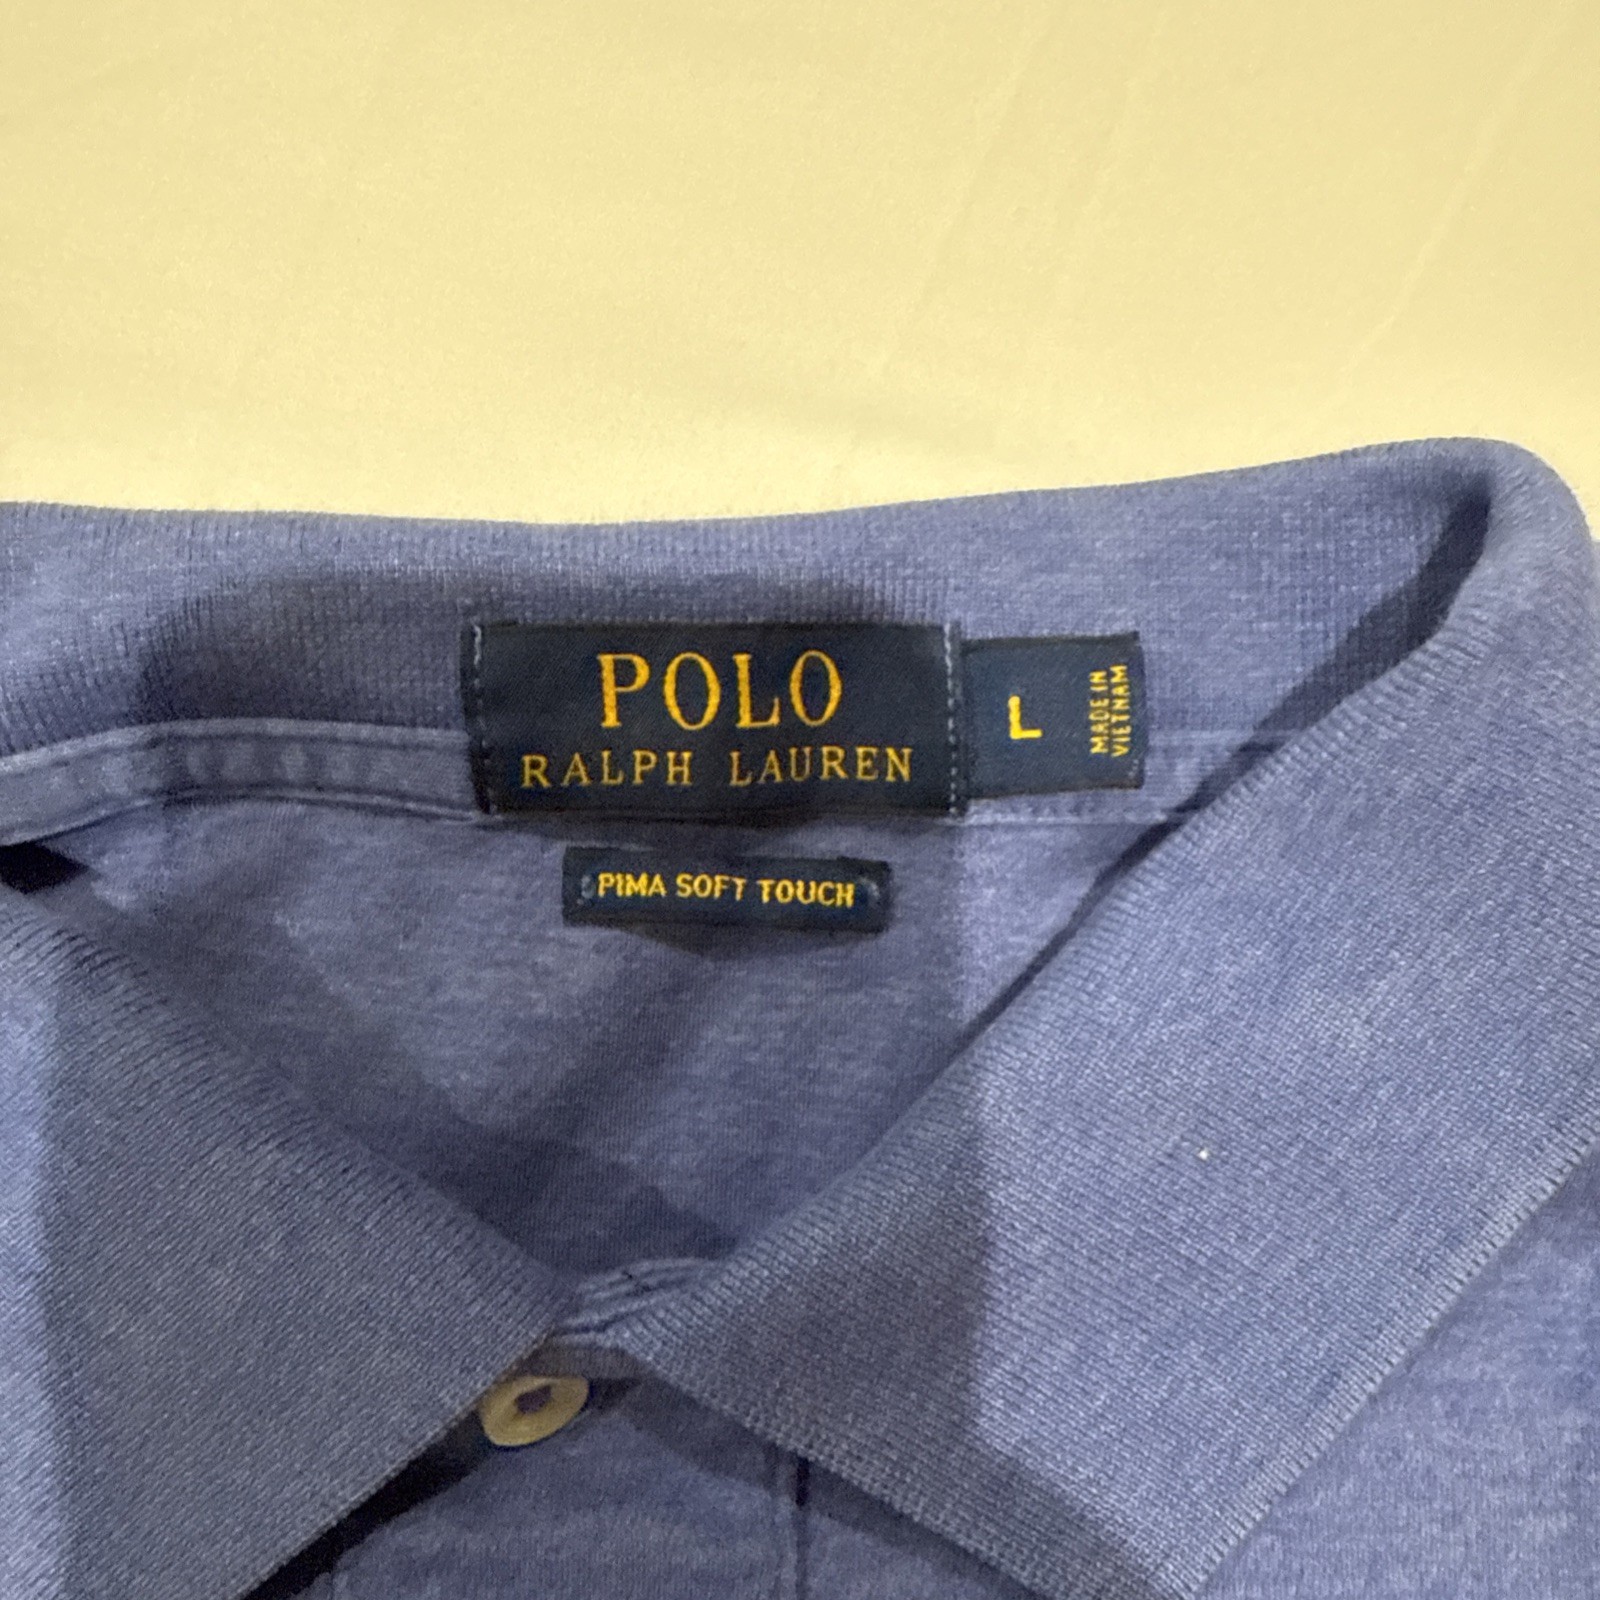 POLO
RALPH LAUREN
L
MADE IN
VIETNAM
PIMA SOFT TOUCH